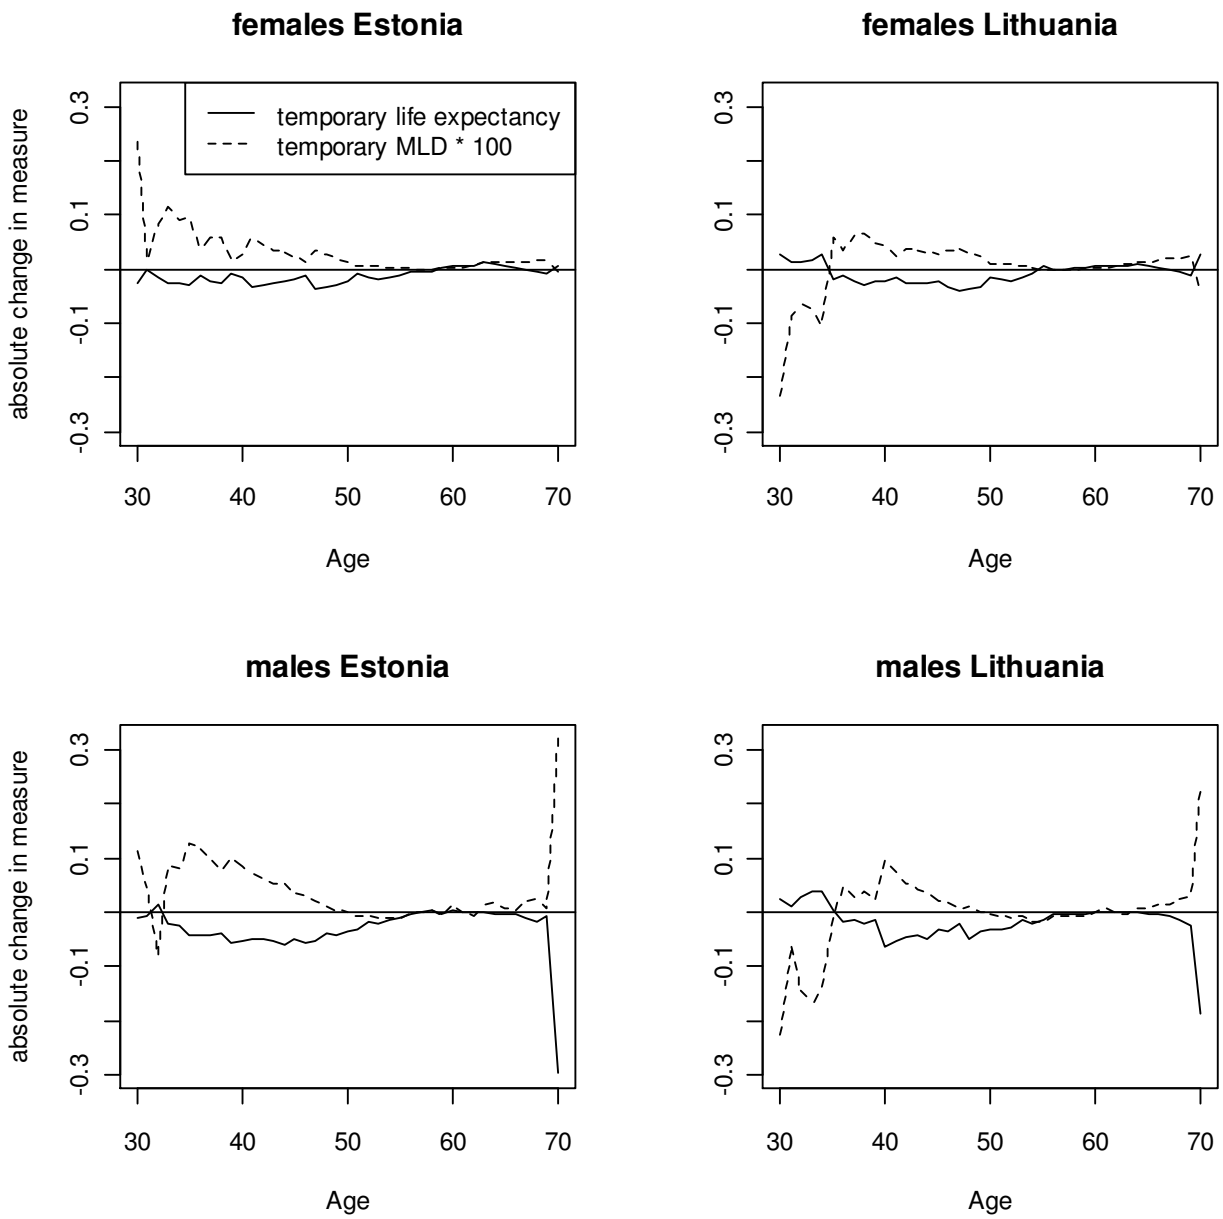 females Estonia
absolute change in measure
0.3
0.1
-0.1
-0.3
temporary life expectancy
temporary MLD * 100
30 40 50 60 70
Age
females Lithuania
0.3
0.1
-0.1
-0.3
30 40 50 60 70
Age
males Estonia
absolute change in measure
0.3
0.1
-0.1
-0.3
30 40 50 60 70
Age
males Lithuania
0.3
0.1
-0.1
-0.3
30 40 50 60 70
Age